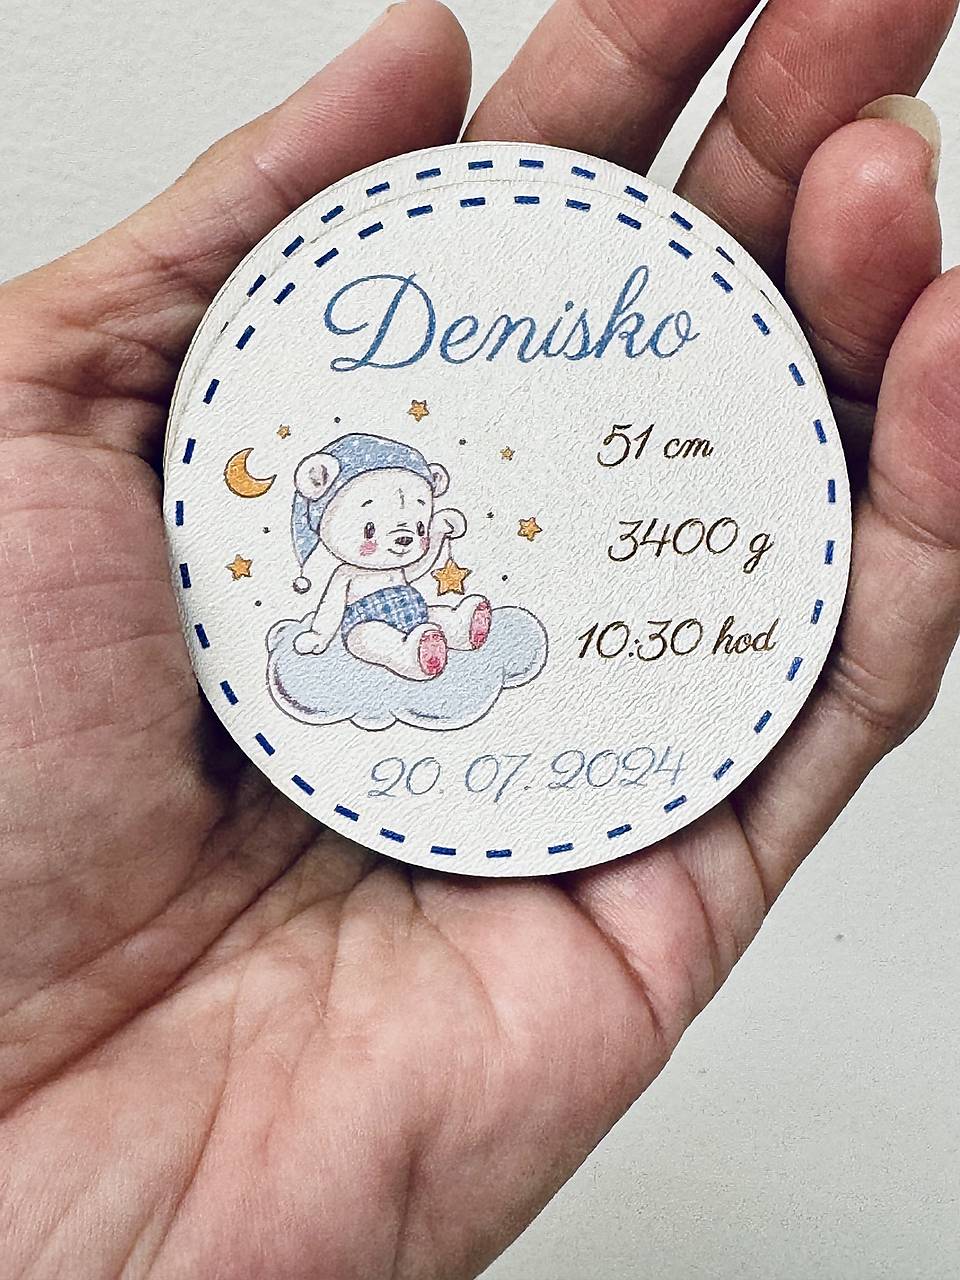 Denisko
51 cm
3400 g
10:30 hod
20. 07. 2024